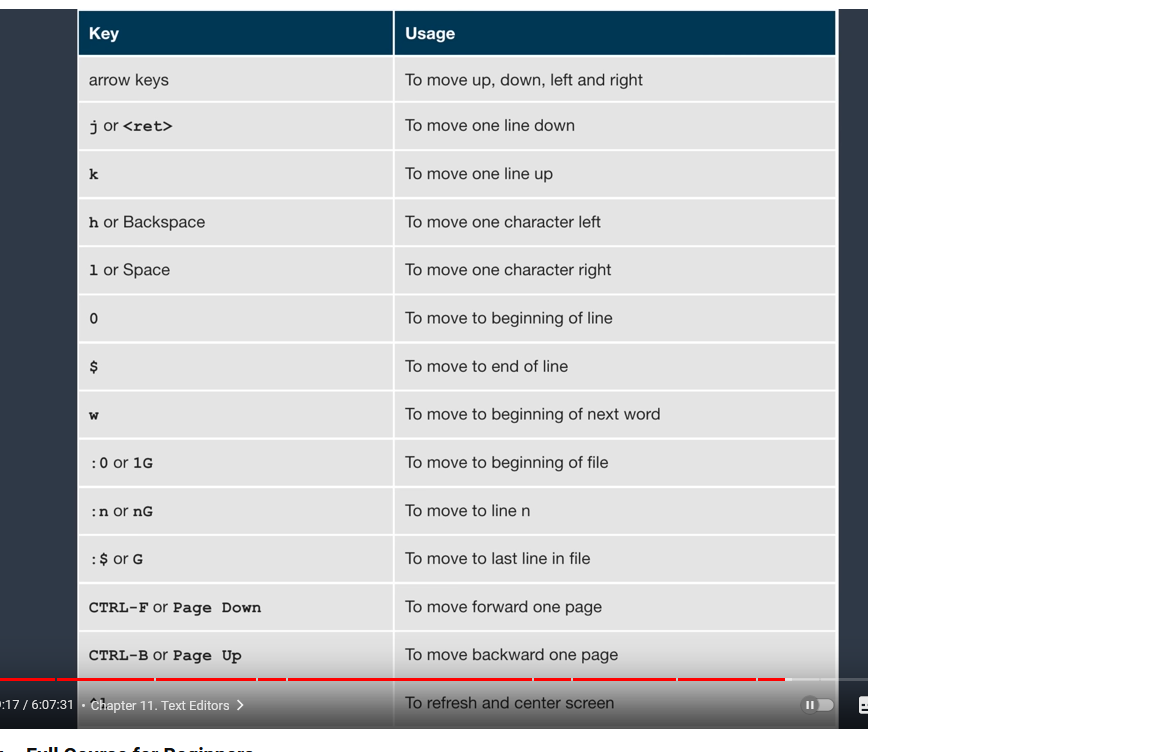 Key Usage
arrow keys To move up, down, left and right
j or <ret> To move one line down
k To move one line up
h or Backspace To move one character left
l or Space To move one character right
0 To move to beginning of line
$ To move to end of line
w To move to beginning of next word
:0 or 1G To move to beginning of file
:n or nG To move to line n
:$ or G To move to last line in file
CTRL-F or Page Down To move forward one page
CTRL-B or Page Up To move backward one page
To refresh and center screen
:17 / 6:07:31 • Chapter 11. Text Editors >
Full Course for Beginners